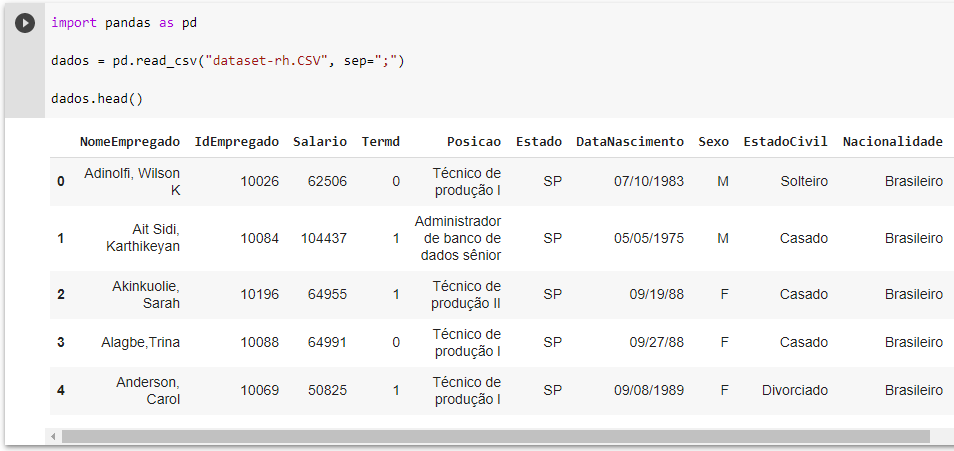 import pandas as pd
dados = pd.read_csv("dataset-rh.CSV", sep=";")
dados.head()
NomeEmpregado IdEmpregado Salario Termd Posicao Estado DataNascimento Sexo EstadoCivil Nacionalidade
0 Adinolfi, Wilson K 10026 62506 0 Técnico de produção I SP 07/10/1983 M Solteiro Brasileiro
1 Ait Sidi, Karthikeyan 10084 104437 1 Administrador de banco de dados sênior SP 05/05/1975 M Casado Brasileiro
2 Akinkuolie, Sarah 10196 64955 1 Técnico de produção II SP 09/19/88 F Casado Brasileiro
3 Alagbe,Trina 10088 64991 0 Técnico de produção I SP 09/27/88 F Casado Brasileiro
4 Anderson, Carol 10069 50825 1 Técnico de produção I SP 09/08/1989 F Divorciado Brasileiro